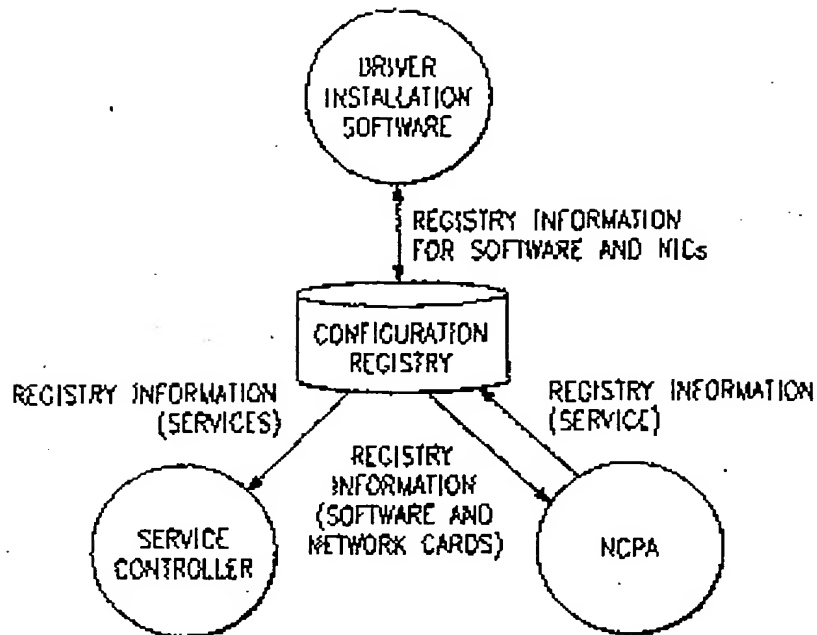 DRIVER
INSTALLATION
SOFTWARE
REGISTRY INFORMATION
FOR SOFTWARE AND NICs
CONFIGURATION
REGISTRY
REGISTRY INFORMATION
(SERVICES)
REGISTRY INFORMATION
(SERVICE)
REGISTRY
INFORMATION
(SOFTWARE AND
NETWORK CARDS)
SERVICE
CONTROLLER
NCPA